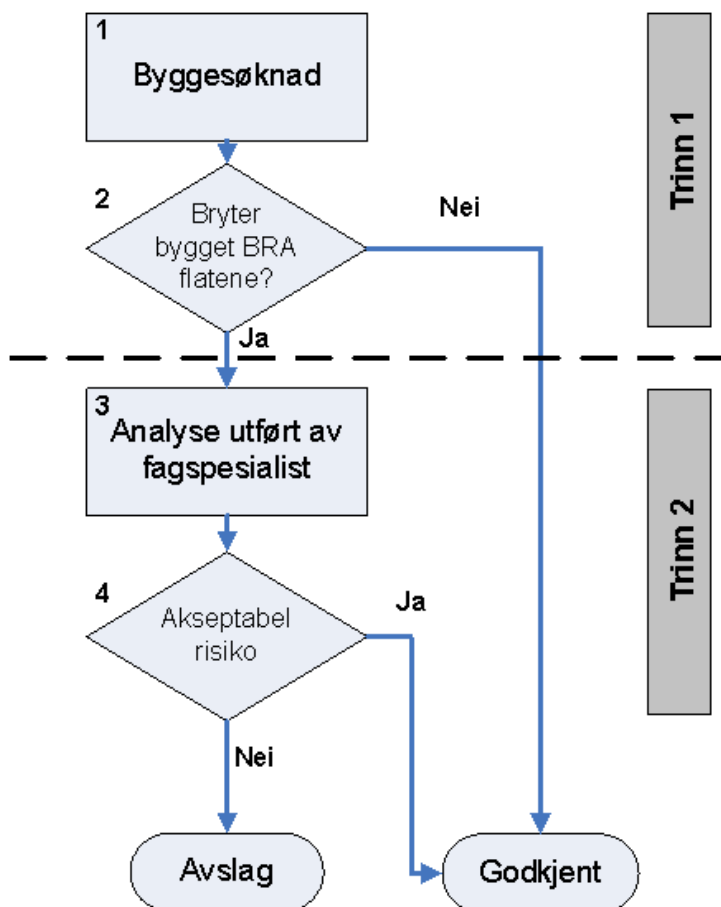 1
Byggesøknad
Trinn 1
2
Bryter
bygget BRA
flatene?
Nei
Ja
3
Analyse utført av
fagspesialist
Trinn 2
4
Akseptabel
risiko
Ja
Nei
Avslag
Godkjent